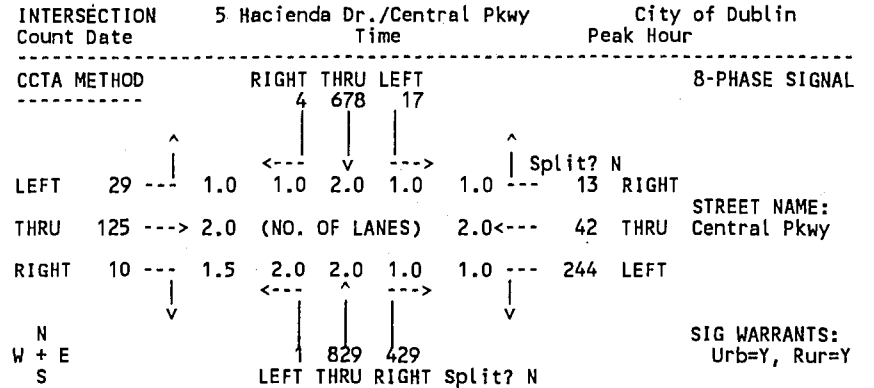 INTERSECTION 5 Hacienda Dr./Central Pkwy City of Dublin
Count Date Time Peak Hour
CCTA METHOD RIGHT THRU LEFT 8-PHASE SIGNAL
4 678 17
<--- v --->
Split? N
LEFT 29 --- 1.0 1.0 2.0 1.0 1.0 --- 13 RIGHT
STREET NAME:
THRU 125 ---> 2.0 (NO. OF LANES) 2.0<--- 42 THRU Central Pkwy
RIGHT 10 --- 1.5 2.0 2.0 1.0 1.0 --- 244 LEFT
<--- ^ --->
v v
N SIG WARRANTS:
W + E 1 829 429 Urb=Y, Rur=Y
S LEFT THRU RIGHT Split? N